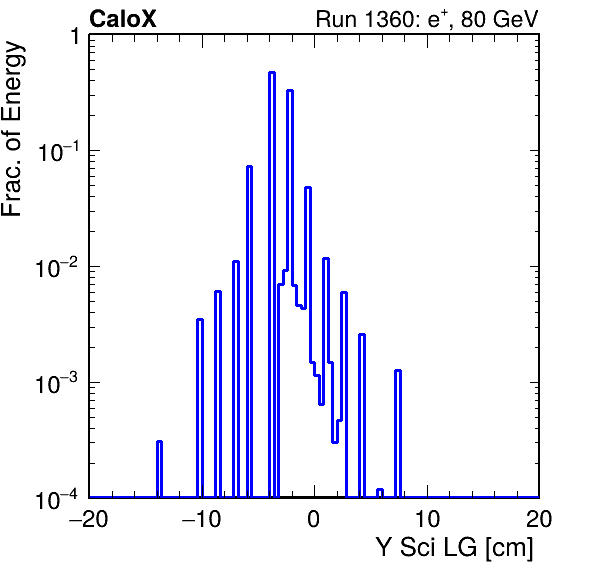 CaloX Run 1360: e⁺, 80 GeV
Frac. of Energy
1
10⁻¹
10⁻²
10⁻³
10⁻⁴
−20 −10 0 10 20
Y Sci LG [cm]